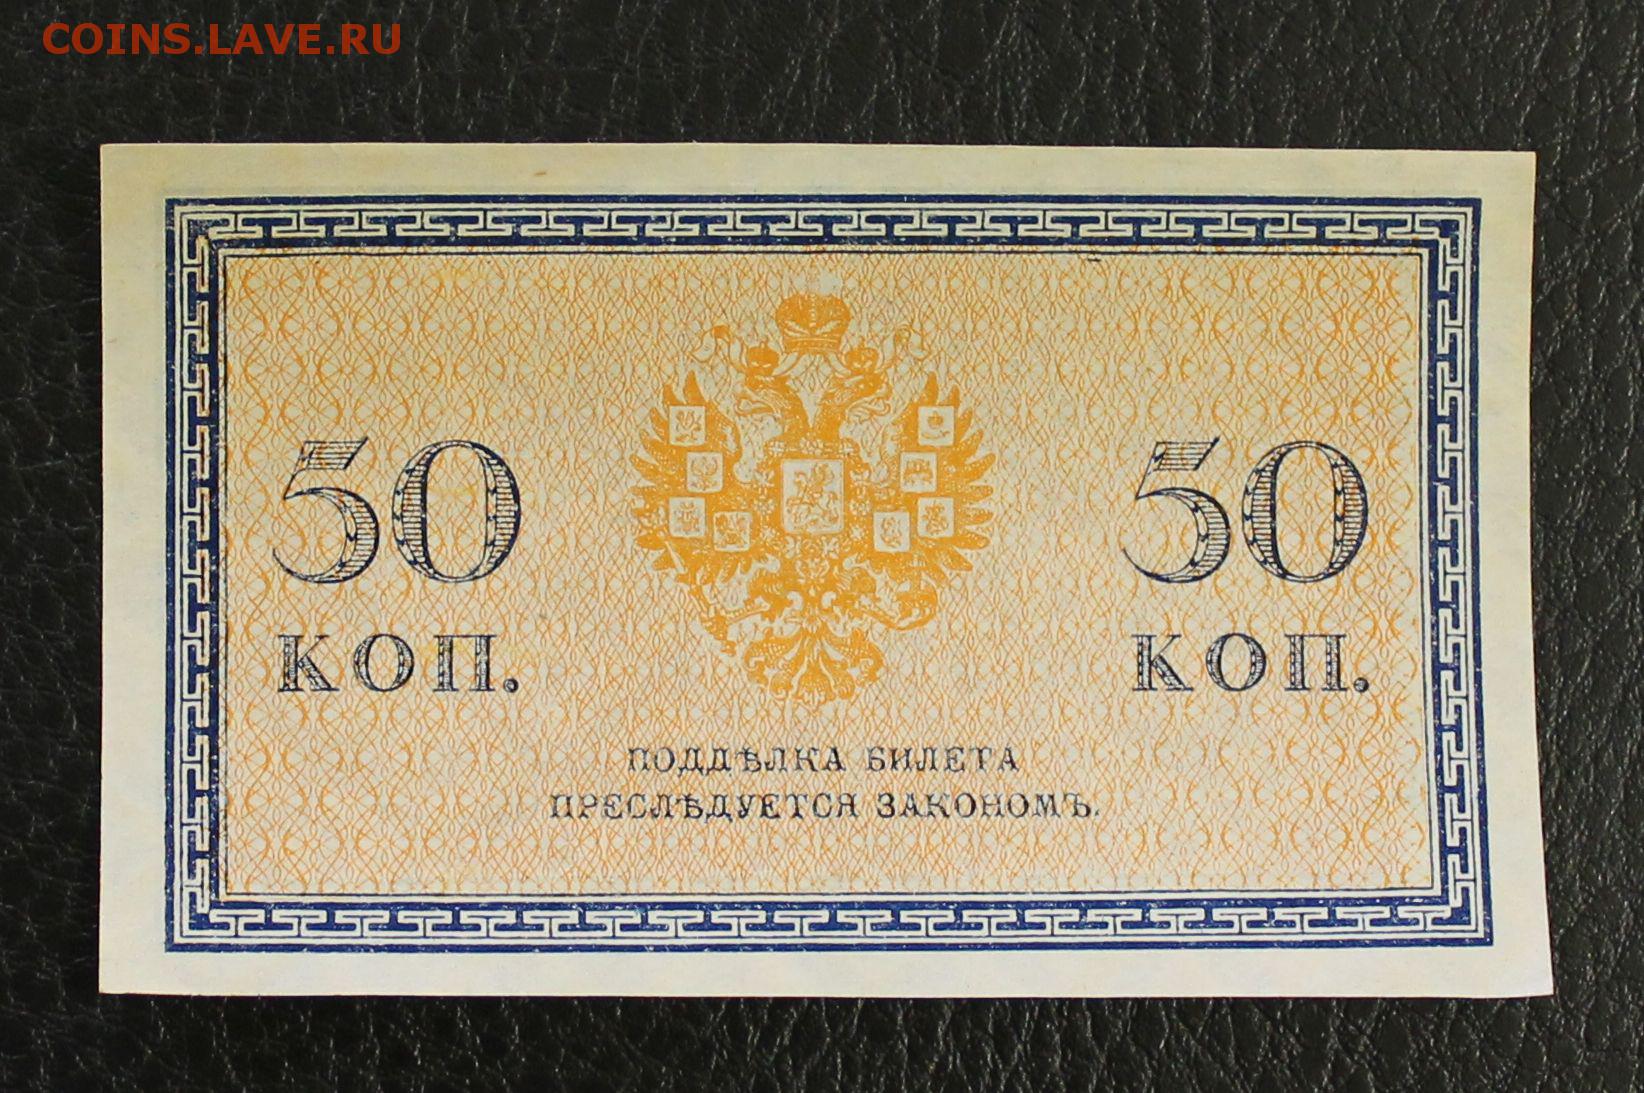 COINS.LAVE.RU
50 50
КОП. КОП.
ПОДДѢЛКА БИЛЕТА
ПРЕСЛѢДУЕТСЯ ЗАКОНОМЪ.